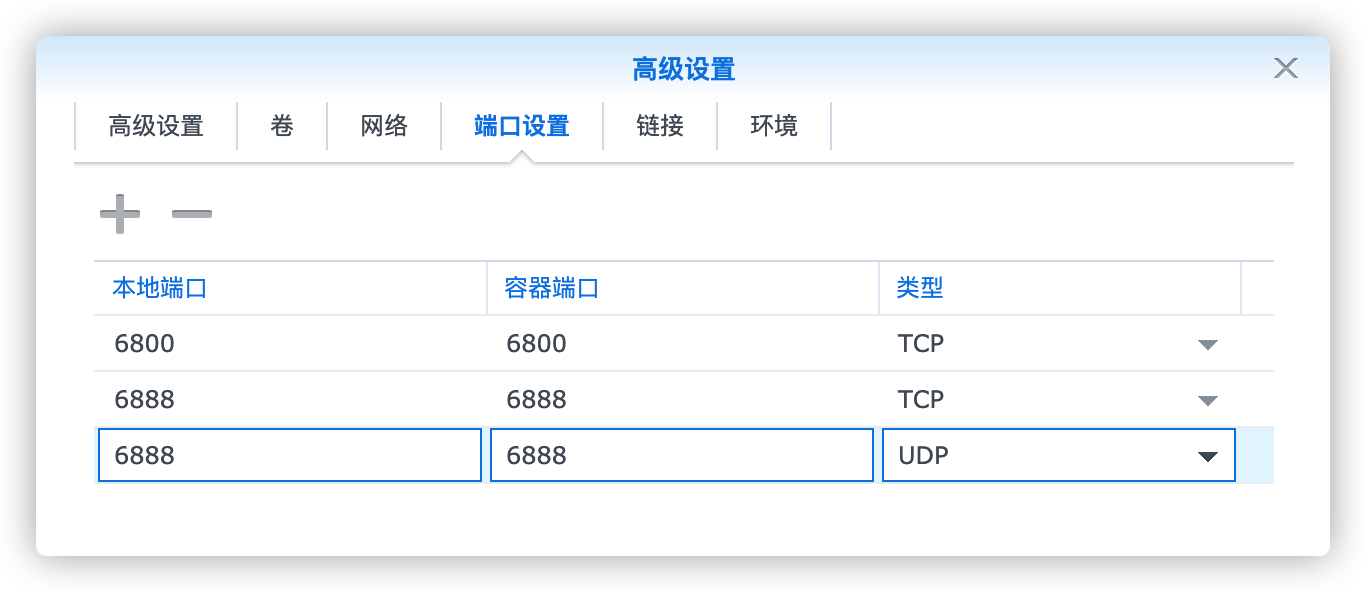 高级设置
高级设置 卷 网络 端口设置 链接 环境
本地端口 容器端口 类型
6800 6800 TCP
6888 6888 TCP
6888 6888 UDP